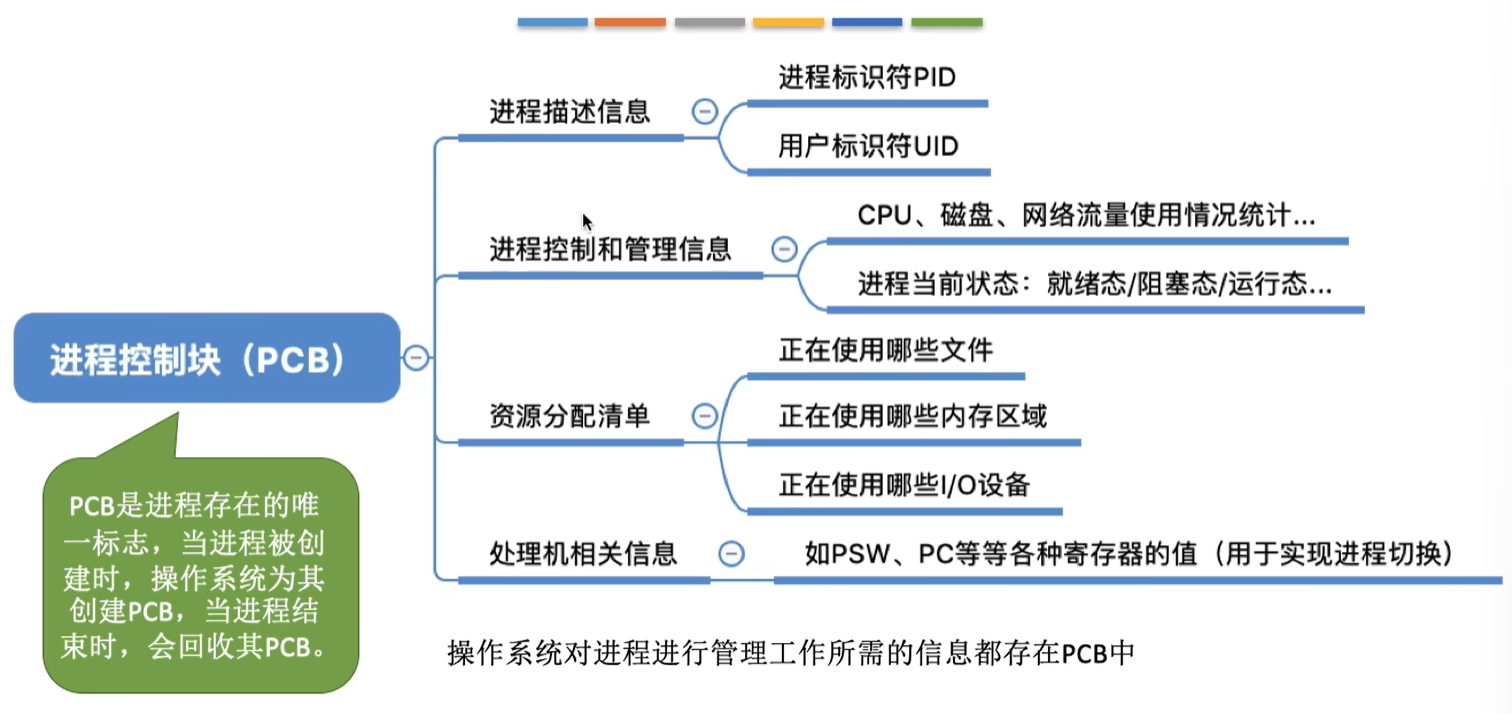 进程描述信息
进程标识符PID
用户标识符UID
进程控制和管理信息
CPU、磁盘、网络流量使用情况统计...
进程当前状态：就绪态/阻塞态/运行态...
进程控制块（PCB）
资源分配清单
正在使用哪些文件
正在使用哪些内存区域
正在使用哪些I/O设备
处理机相关信息
如PSW、PC等等各种寄存器的值（用于实现进程切换）
PCB是进程存在的唯
一标志，当进程被创
建时，操作系统为其
创建PCB，当进程结
束时，会回收其PCB。
操作系统对进程进行管理工作所需的信息都存在PCB中